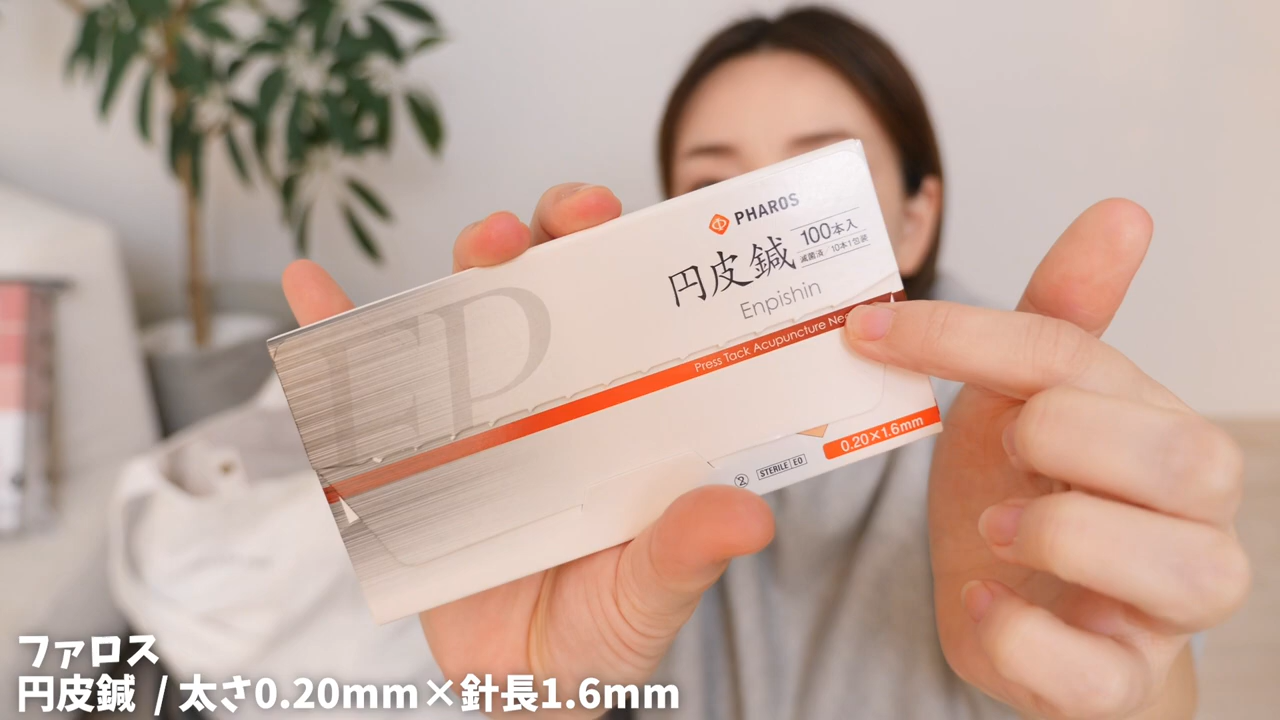 PHAROS
円皮鍼
100本入
滅菌済 10本1包装
Enpishin
EP
Press Tack Acupuncture
0.20×1.6mm
2
STERILE EO
ファロス
円皮鍼 / 太さ0.20mm×針長1.6mm